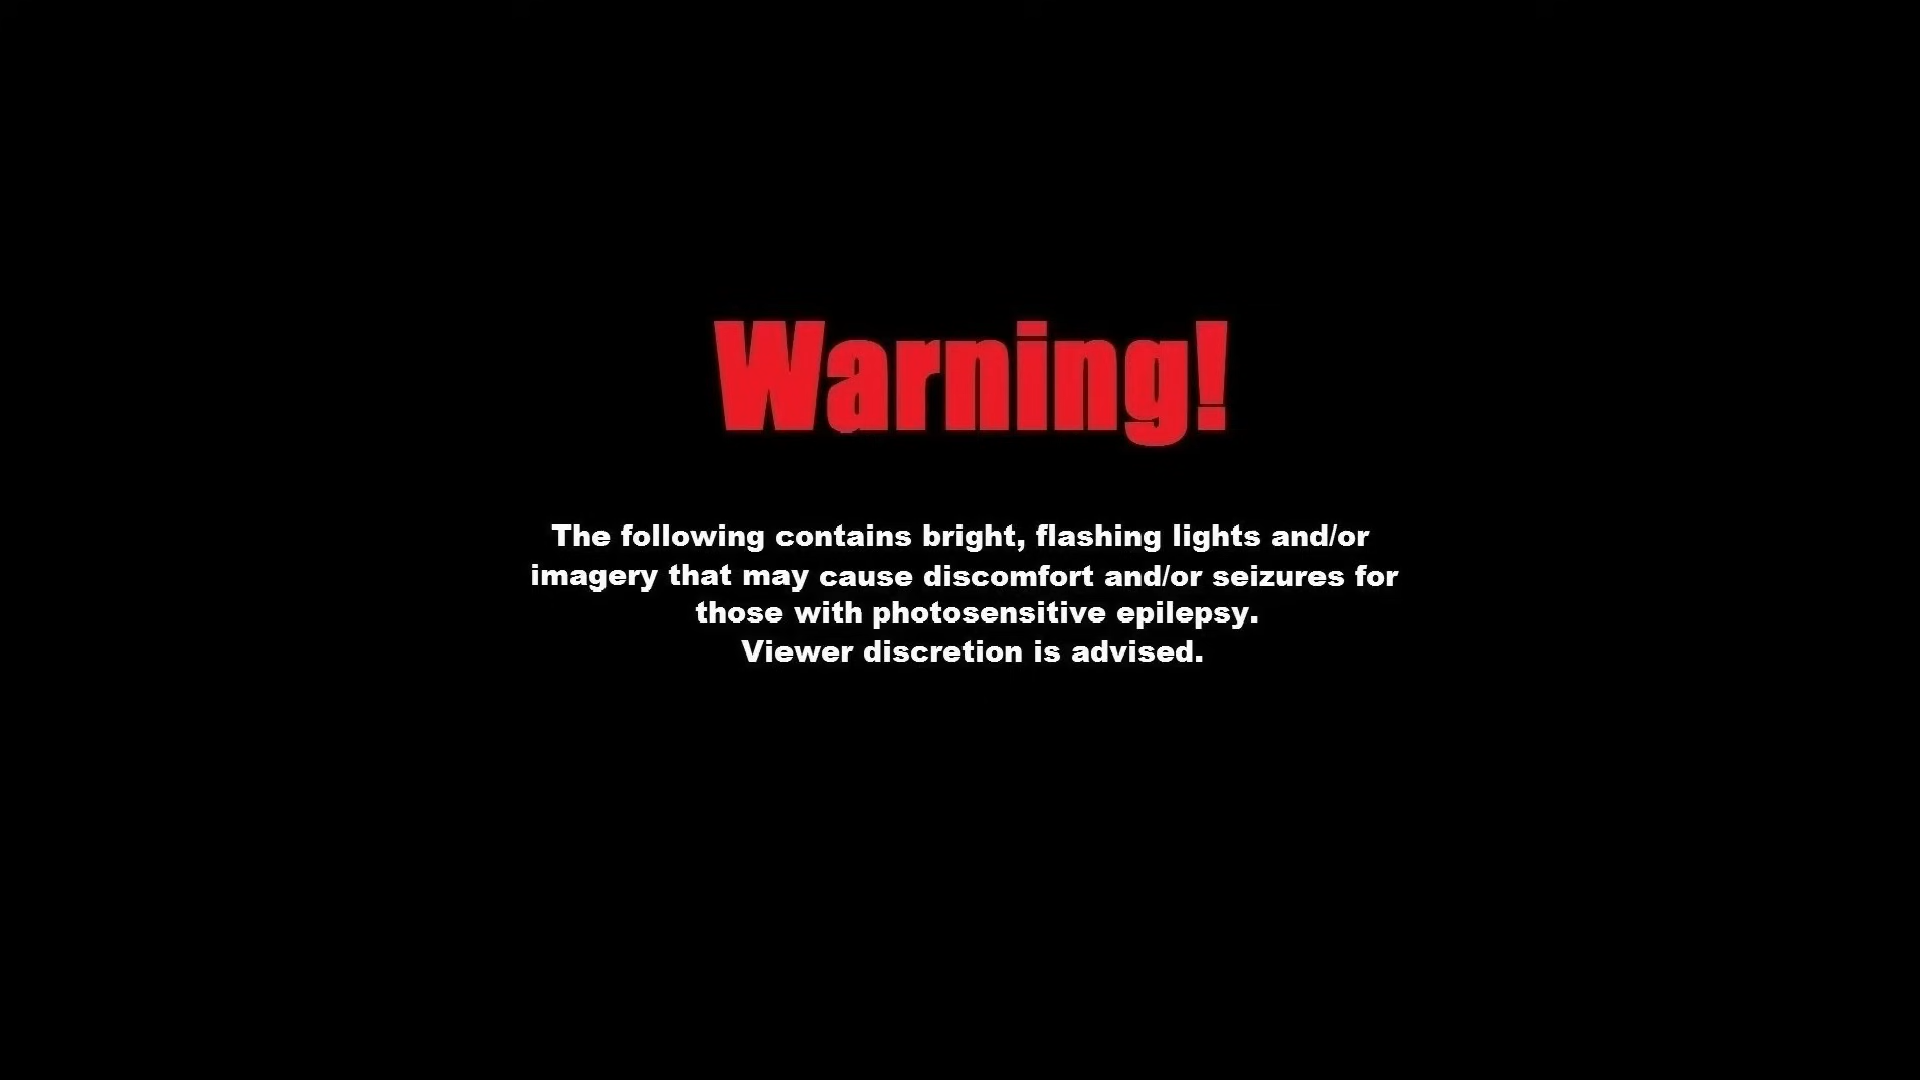 Warning!
The following contains bright, flashing lights and/or
imagery that may cause discomfort and/or seizures for
those with photosensitive epilepsy.
Viewer discretion is advised.